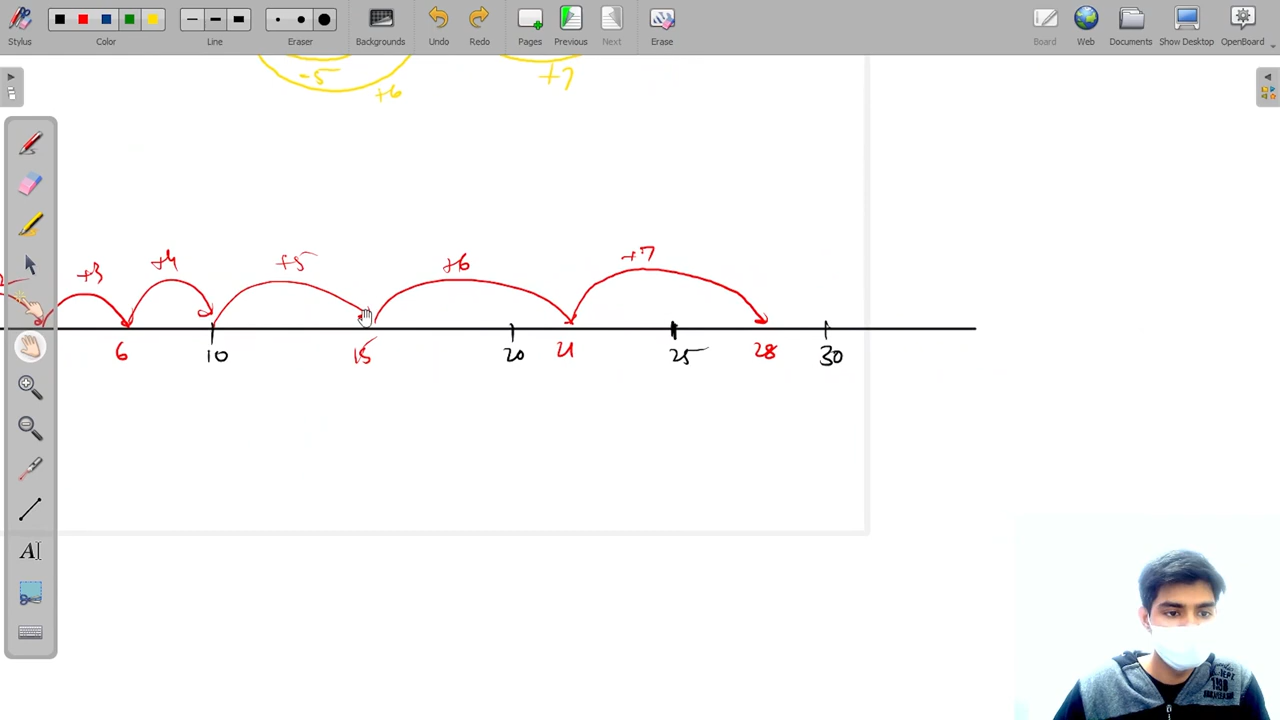 Stylus Color Line Eraser Backgrounds Undo Redo Pages Previous Next Erase Board Web Documents Show Desktop OpenBoard
-5 +7
+6
+3 +4 +5 +6 +7
6 10 15 20 21 25 28 30
A